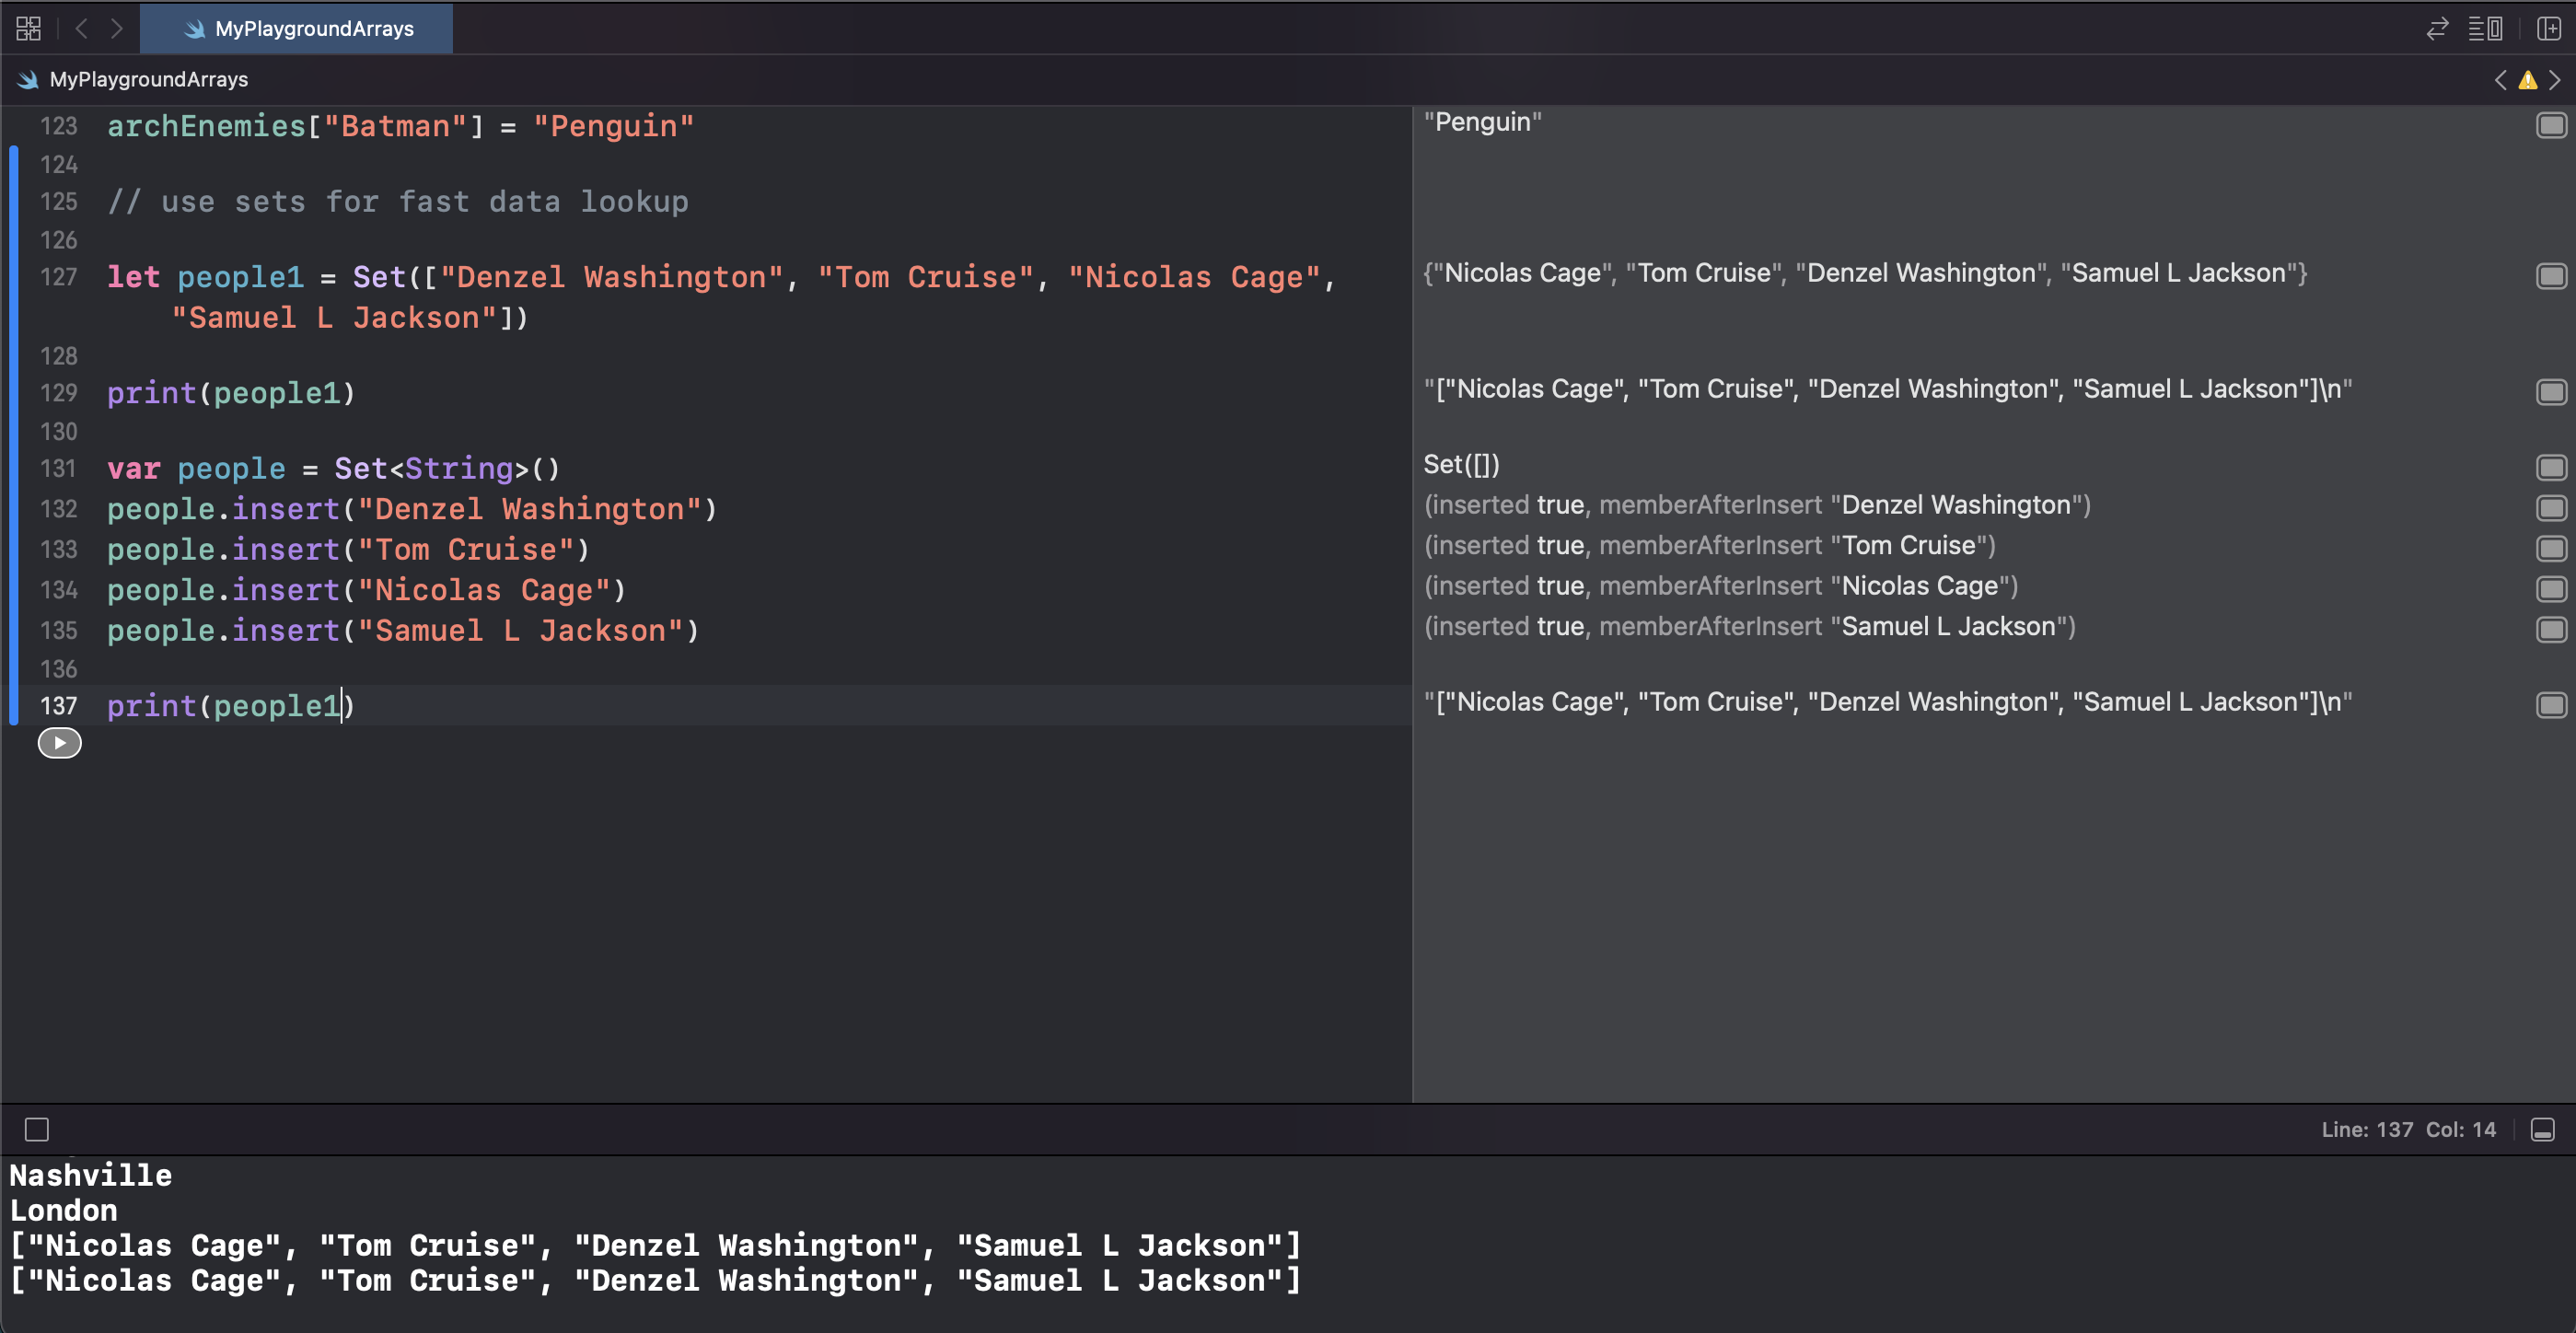 MyPlaygroundArrays
MyPlaygroundArrays
123 archEnemies["Batman"] = "Penguin"
"Penguin"
124
125 // use sets for fast data lookup
126
127 let people1 = Set(["Denzel Washington", "Tom Cruise", "Nicolas Cage",
"Samuel L Jackson"])
{"Nicolas Cage", "Tom Cruise", "Denzel Washington", "Samuel L Jackson"}
128
129 print(people1)
"["Nicolas Cage", "Tom Cruise", "Denzel Washington", "Samuel L Jackson"]\n"
130
131 var people = Set<String>()
Set([])
132 people.insert("Denzel Washington")
(inserted true, memberAfterInsert "Denzel Washington")
133 people.insert("Tom Cruise")
(inserted true, memberAfterInsert "Tom Cruise")
134 people.insert("Nicolas Cage")
(inserted true, memberAfterInsert "Nicolas Cage")
135 people.insert("Samuel L Jackson")
(inserted true, memberAfterInsert "Samuel L Jackson")
136
137 print(people1)
"["Nicolas Cage", "Tom Cruise", "Denzel Washington", "Samuel L Jackson"]\n"
Line: 137 Col: 14
Nashville
London
["Nicolas Cage", "Tom Cruise", "Denzel Washington", "Samuel L Jackson"]
["Nicolas Cage", "Tom Cruise", "Denzel Washington", "Samuel L Jackson"]